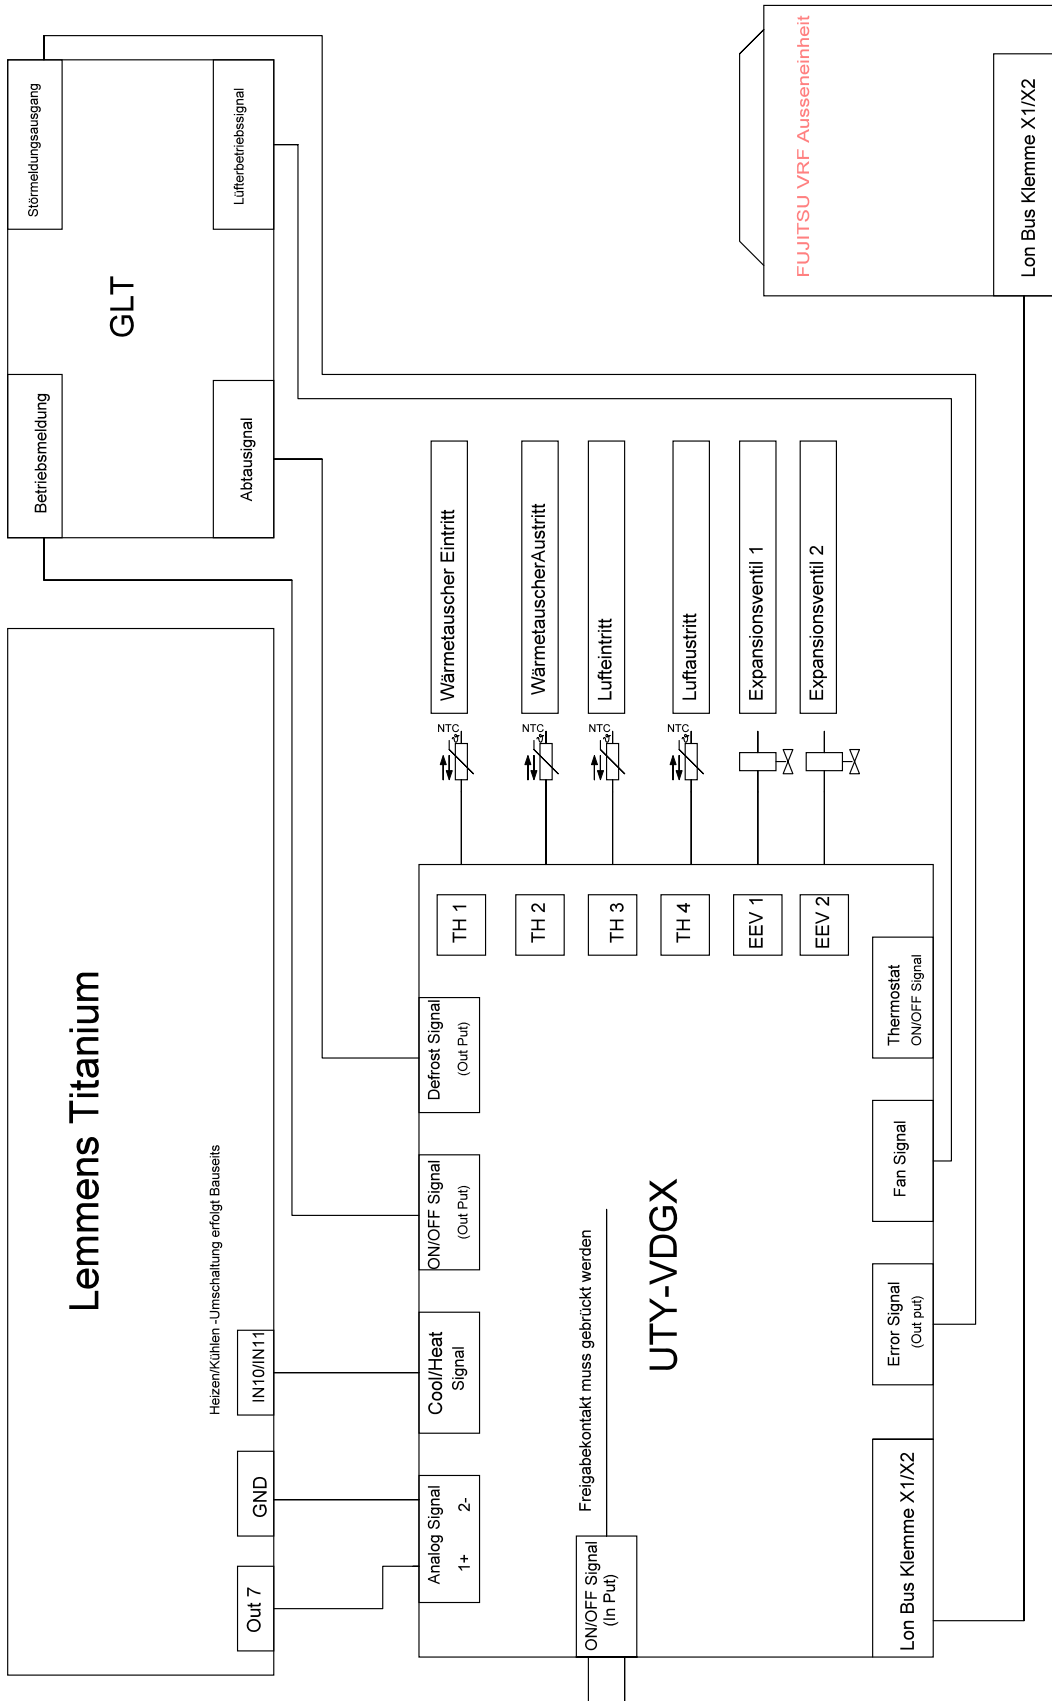 Störmeldungsausgang
Lüfterbetriebssignal
GLT
Betriebsmeldung
Abtausignal
FUJITSU VRF Ausseneinheit
Lon Bus Klemme X1/X2
Lemmens Titanium
Heizen/Kühlen -Umschaltung erfolgt Bauseits
IN10/IN11
GND
Out 7
Wärmetauscher Eintritt
WärmetauscherAustritt
Lufteintritt
Luftaustritt
Expansionsventil 1
Expansionsventil 2
NTC
NTC
NTC
NTC
TH 1
TH 2
TH 3
TH 4
EEV 1
EEV 2
Defrost Signal
(Out Put)
ON/OFF Signal
(Out Put)
Cool/Heat
Signal
Analog Signal
1+ 2-
UTY-VDGX
Freigabekontakt muss gebrückt werden
ON/OFF Signal
(In Put)
Thermostat
ON/OFF Signal
Fan Signal
Error Signal
(Out put)
Lon Bus Klemme X1/X2